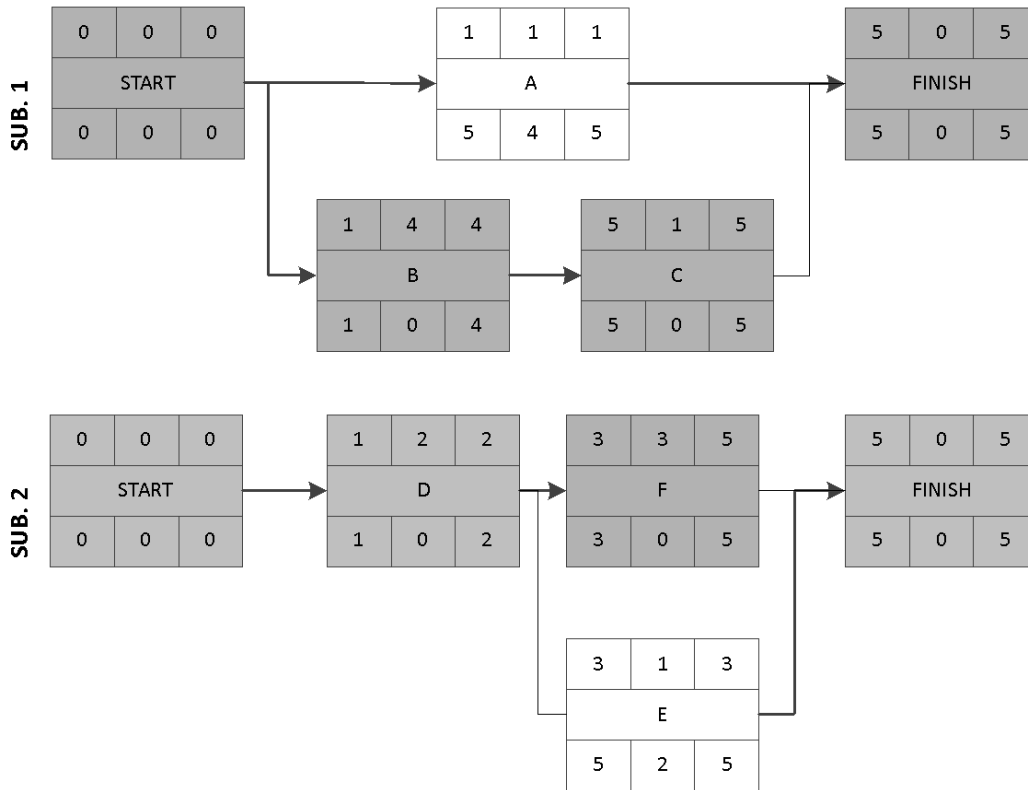 SUB. 1
0 0 0
START
0 0 0
1 1 1
A
5 4 5
5 0 5
FINISH
5 0 5
1 4 4
B
1 0 4
5 1 5
C
5 0 5
SUB. 2
0 0 0
START
0 0 0
1 2 2
D
1 0 2
3 3 5
F
3 0 5
5 0 5
FINISH
5 0 5
3 1 3
E
5 2 5